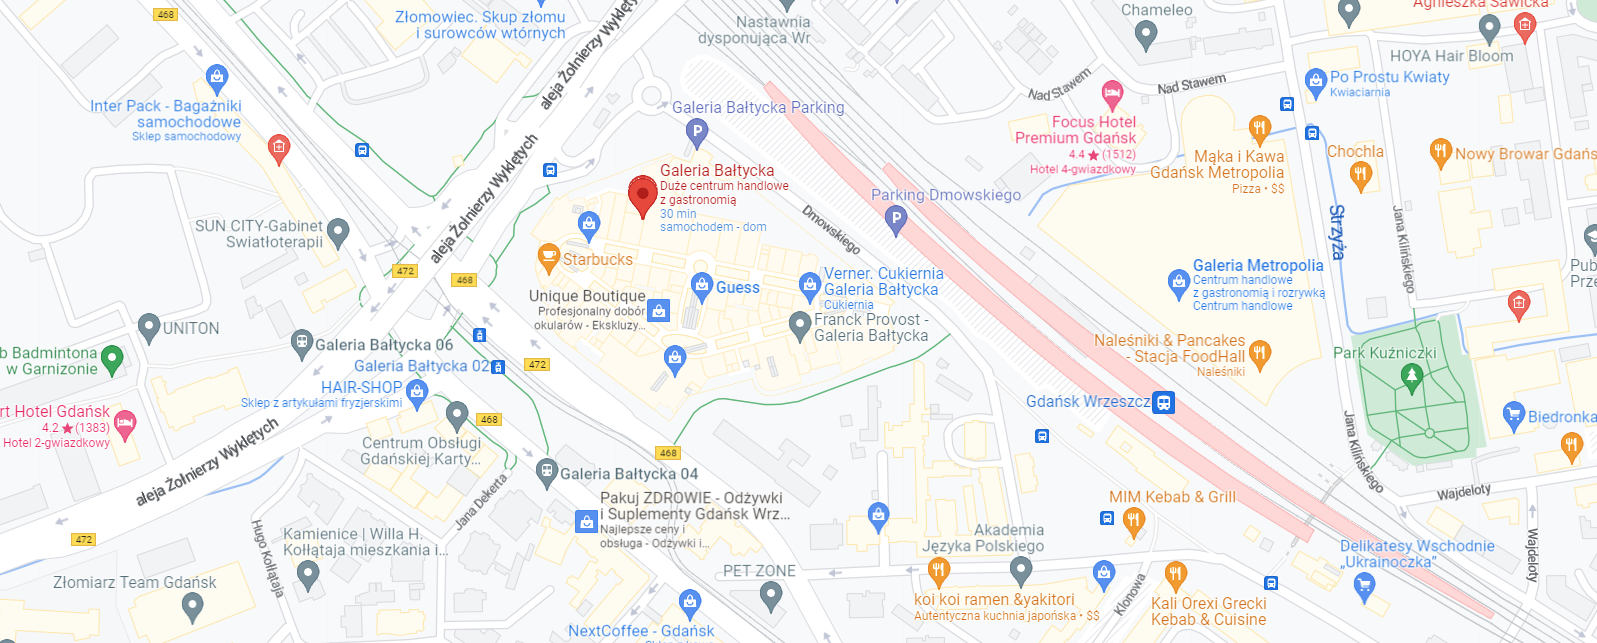 468
Złomowiec. Skup złomu
i surowców wtórnych
Nastawnia
dysponująca Wr
Chameleo
Agnieszka Sawicka
HOYA Hair Bloom
aleja Żołnierzy Wyklętych
Inter Pack - Bagażniki
samochodowe
Sklep samochodowy
Galeria Bałtycka Parking
P
Nad Stawem
Nad Stawem
Po Prostu Kwiaty
Kwiaciarnia
Focus Hotel
Premium Gdańsk
4.4 ★ (1512)
Hotel 4-gwiazdkowy
Mąka i Kawa
Gdańsk Metropolia
Pizza • $$
Chochla
Nowy Browar Gdańs
aleja Żołnierzy Wyklętych
Galeria Bałtycka
Duże centrum handlowe
z gastronomią
30 min
samochodem - dom
Parking Dmowskiego
P
Dmowskiego
Strzyża
Jana Kilińskiego
SUN CITY-Gabinet
Światłoterapii
Starbucks
472
468
Guess
Verner. Cukiernia
Galeria Bałtycka
Cukiernia
Galeria Metropolia
Centrum handlowe
z gastronomią i rozrywką
Centrum handlowe
Pub
Prze
Unique Boutique
Profesjonalny dobór
okularów - Ekskluzy...
Franck Provost -
Galeria Bałtycka
UNITON
Galeria Bałtycka 06
b Badmintona
w Garnizonie
Galeria Bałtycka 02
472
Naleśniki & Pancakes
- Stacja FoodHall
Naleśniki
Park Kuźniczki
HAIR-SHOP
Sklep z artykułami fryzjerskimi
Gdańsk Wrzeszcz
rt Hotel Gdańsk
4.2 ★ (1383)
Hotel 2-gwiazdkowy
468
Biedronka
aleja Żołnierzy Wyklętych
Centrum Obsługi
Gdańskiej Karty...
468
Jana Kilińskiego
Galeria Bałtycka 04
Jana Dekerta
Pakuj ZDROWIE - Odżywki
i Suplementy Gdańsk Wrz...
Najlepsze ceny i
obsługa - Odżywki i...
MIM Kebab & Grill
Wajdeloty
472
Hugo Kołłątaja
Kamienice | Willa H.
Kołłątaja mieszkania i...
Akademia
Języka Polskiego
Delikatesy Wschodnie
„Ukrainoczka”
Wajdeloty
Złomiarz Team Gdańsk
PET ZONE
koi koi ramen &yakitori
Autentyczna kuchnia japońska • $$
Klonowa
Kali Orexi Grecki
Kebab & Cuisine
NextCoffee - Gdańsk